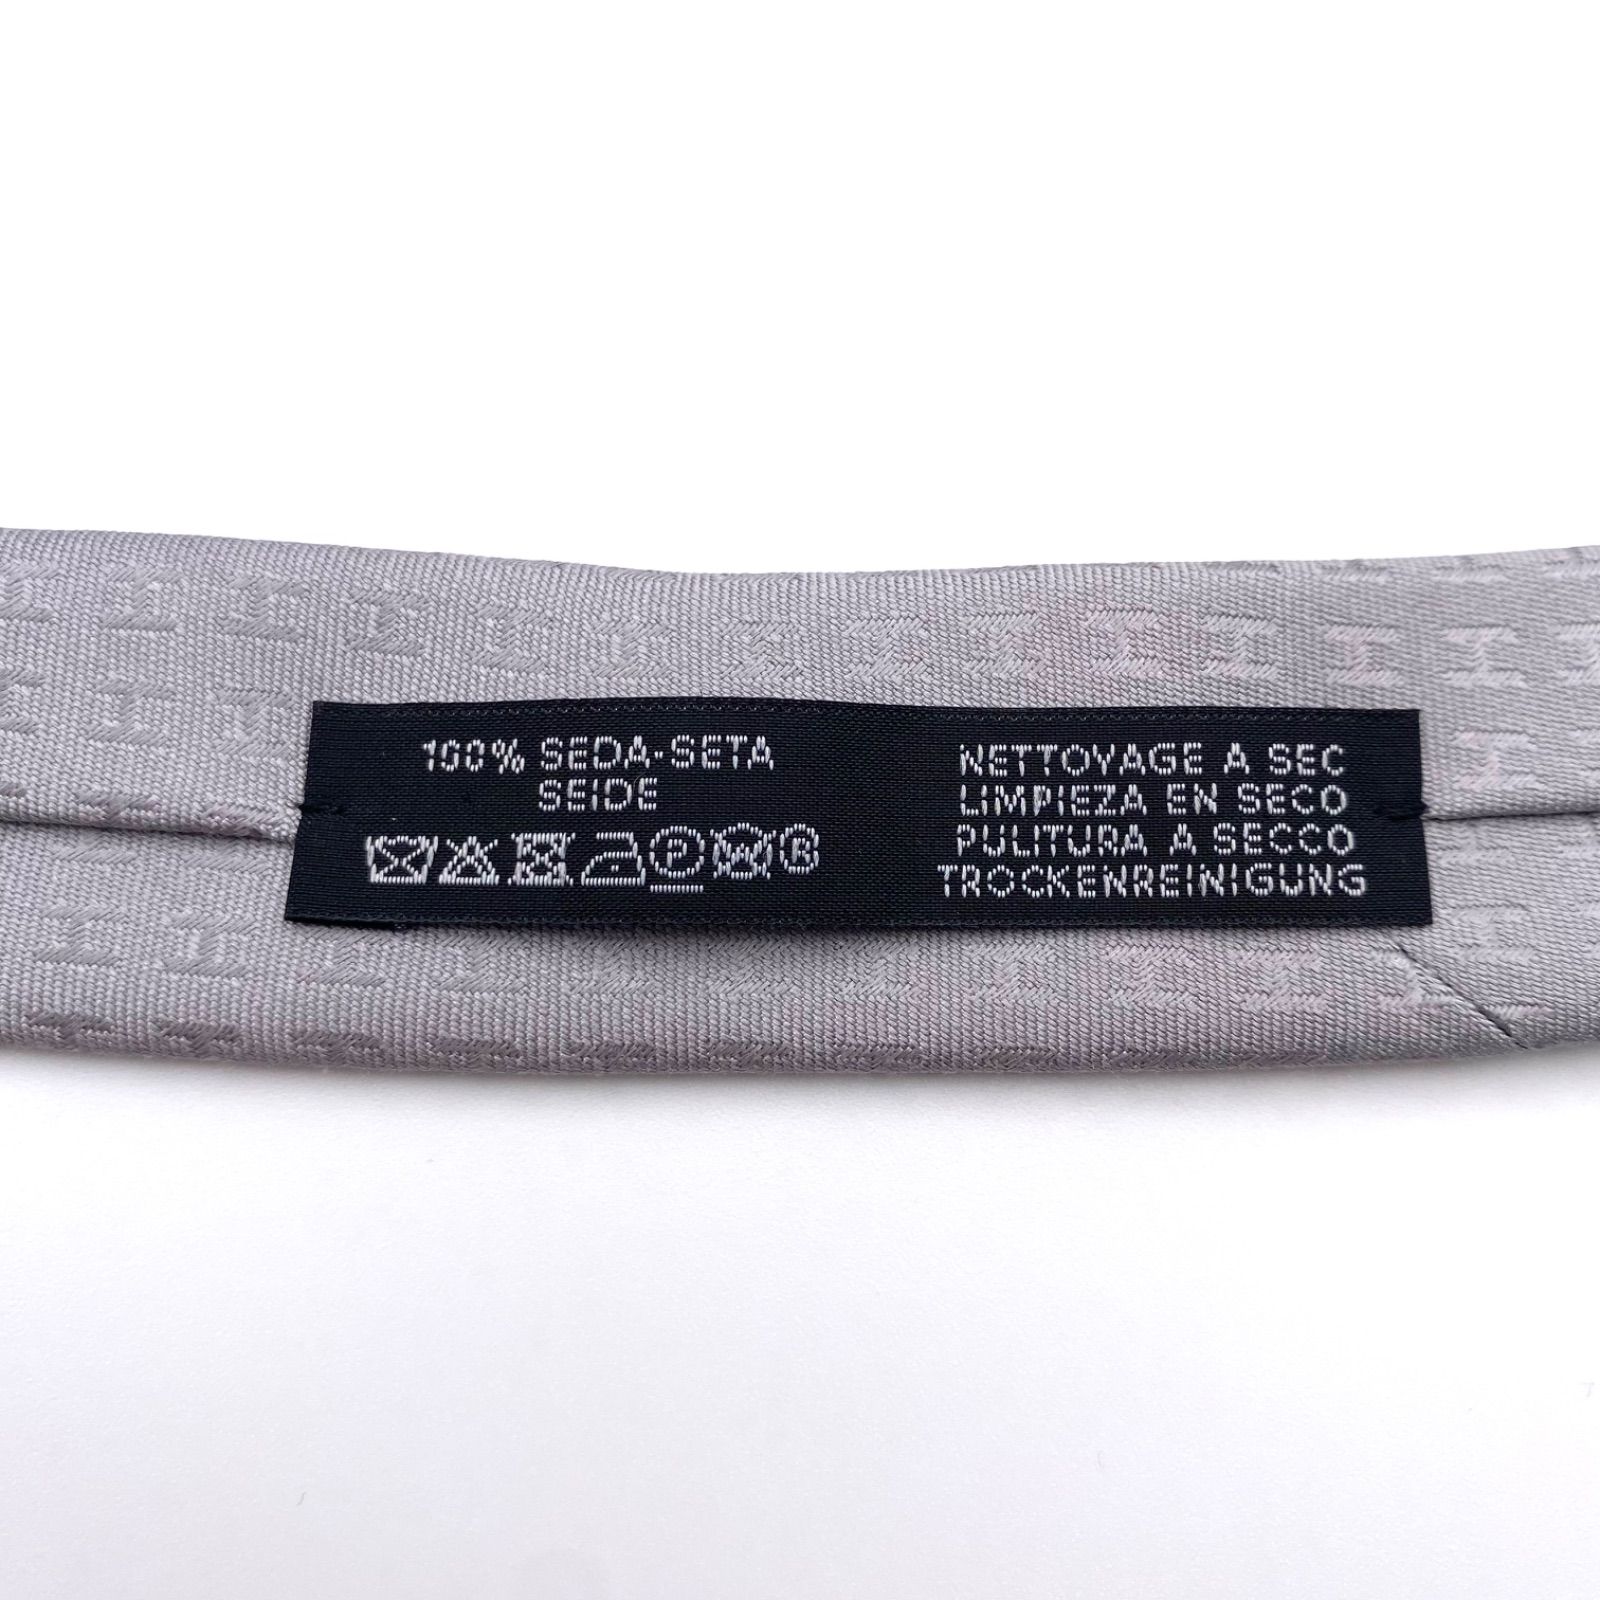 100% SEDA-SETA
SEIDE
P W R
NETTOYAGE A SEC
LIMPIEZA EN SECO
PULITURA A SECCO
TROCKENREINIGUNG